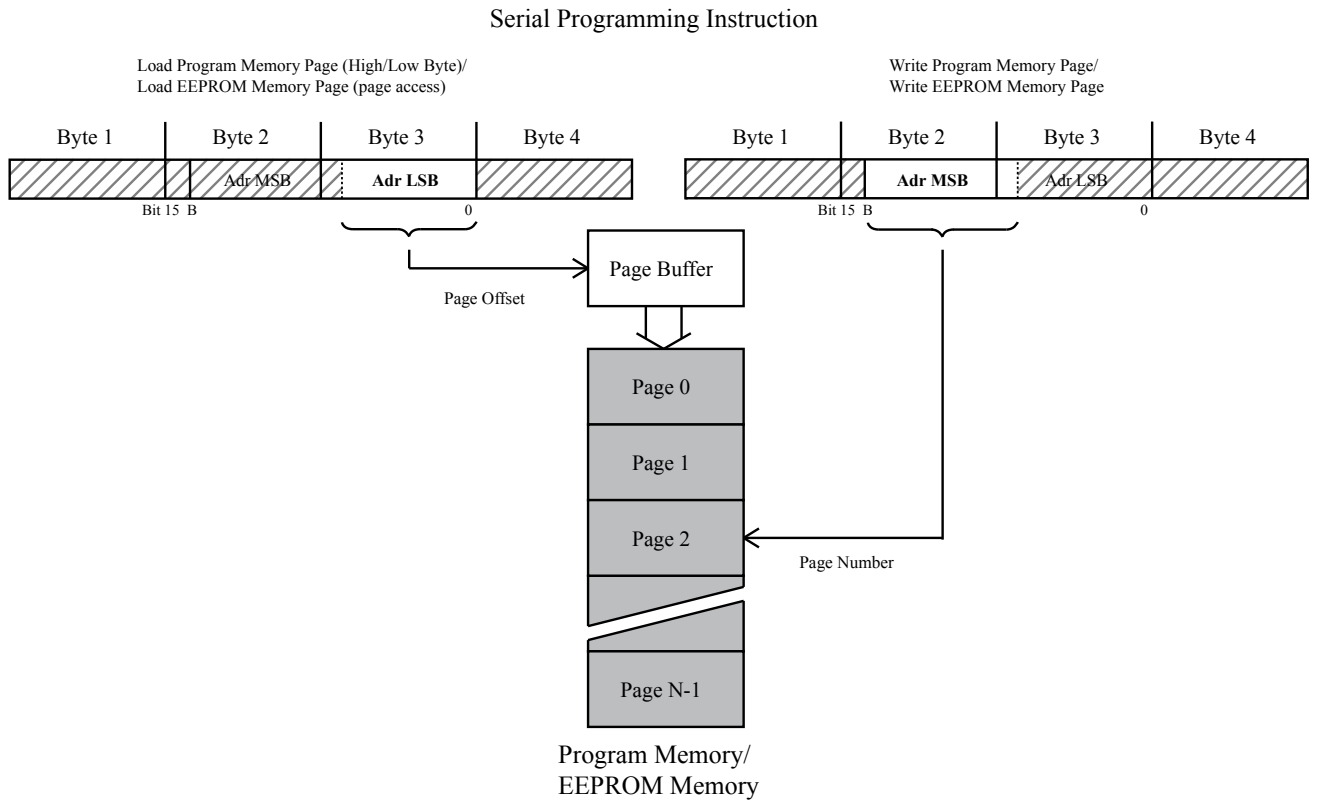 Serial Programming Instruction
Load Program Memory Page (High/Low Byte)/
Load EEPROM Memory Page (page access)
Byte 1 Byte 2 Byte 3 Byte 4
Adr MSB Adr LSB
Bit 15 B 0
Write Program Memory Page/
Write EEPROM Memory Page
Byte 1 Byte 2 Byte 3 Byte 4
Adr MSB Adr LSB
Bit 15 B 0
Page Buffer
Page Offset
Page 0
Page 1
Page 2
Page Number
Page N-1
Program Memory/
EEPROM Memory